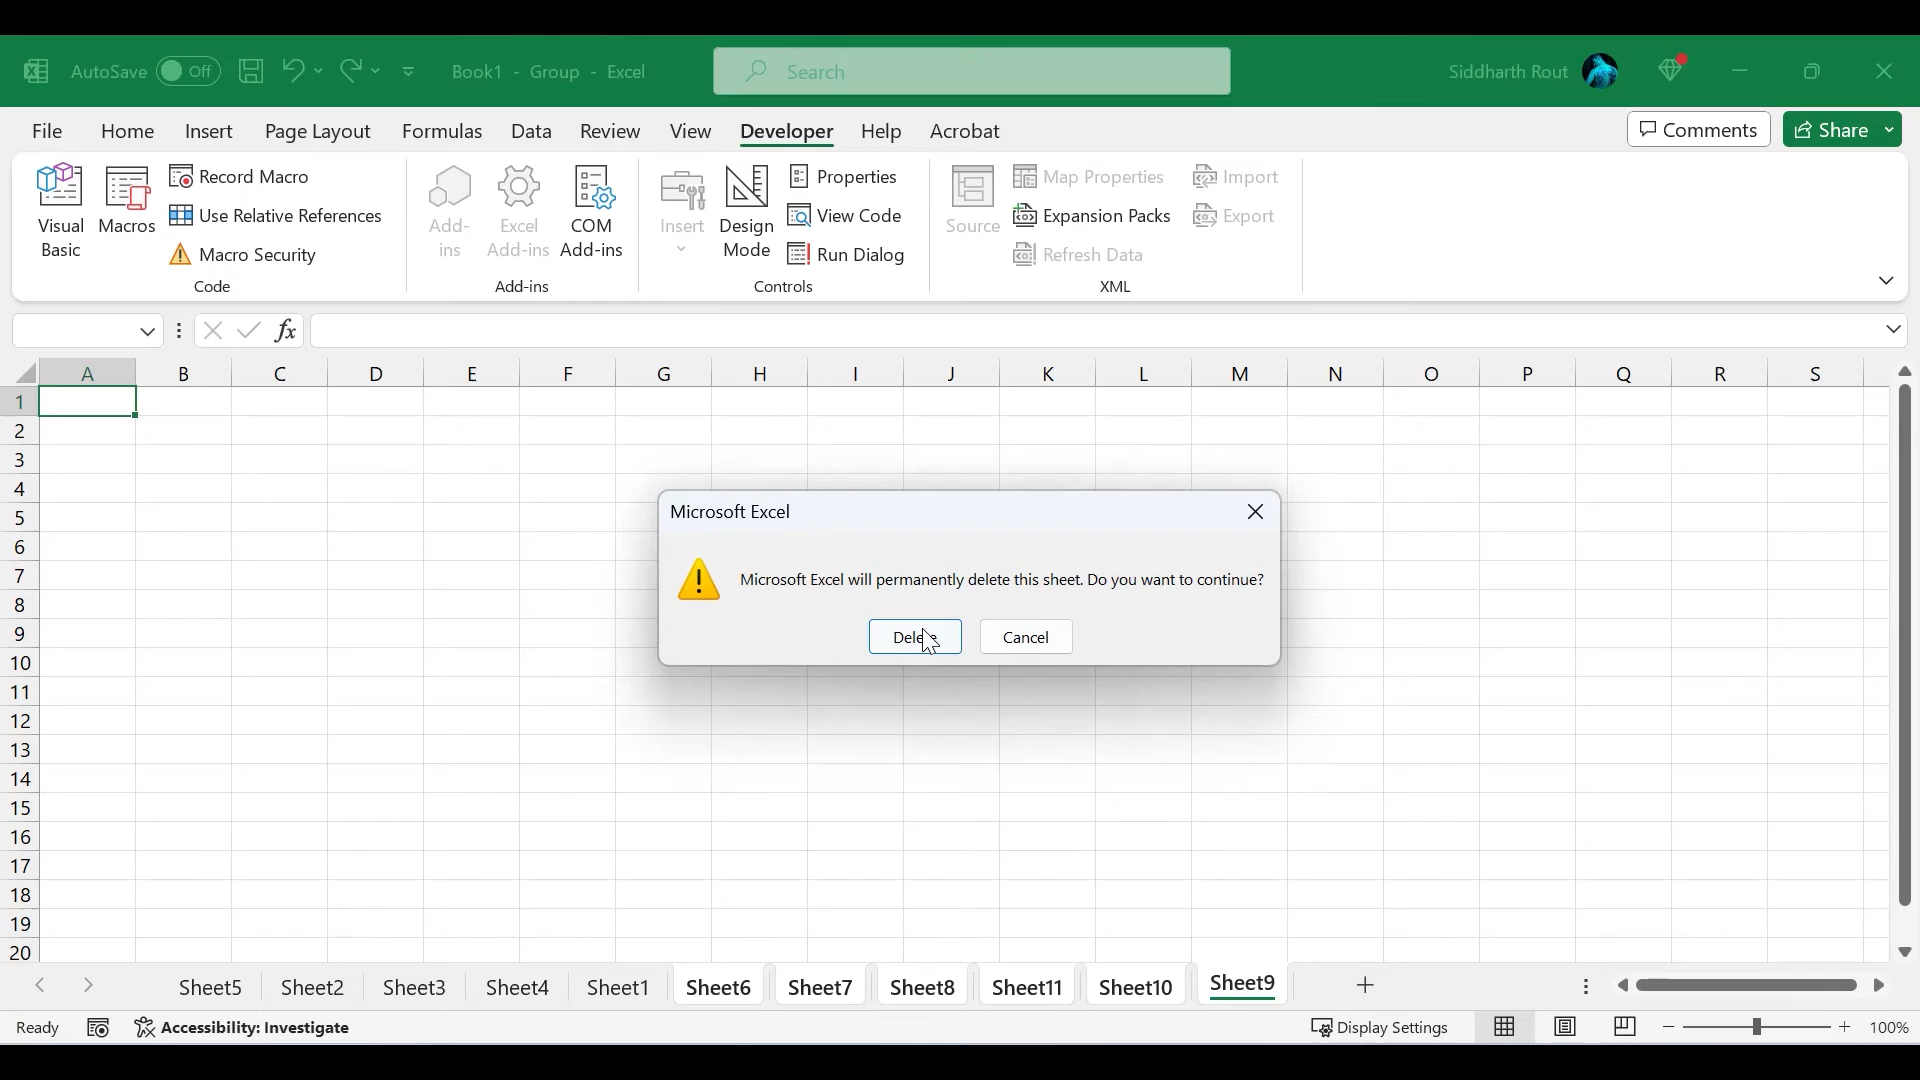 AutoSave Off Book1 - Group - Excel Search Siddharth Rout
File Home Insert Page Layout Formulas Data Review View Developer Help Acrobat Comments Share
Visual Basic
Macros
Record Macro
Use Relative References
Macro Security
Code
Add-ins
Excel Add-ins
COM Add-ins
Add-ins
Insert
Design Mode
Properties
View Code
Run Dialog
Controls
Source
Map Properties
Expansion Packs
Refresh Data
Import
Export
XML
fx
A B C D E F G H I J K L M N O P Q R S
1
2
3
4
5
6
7
8
9
10
11
12
13
14
15
16
17
18
19
20
Microsoft Excel
Microsoft Excel will permanently delete this sheet. Do you want to continue?
Delete Cancel
Sheet5 Sheet2 Sheet3 Sheet4 Sheet1 Sheet6 Sheet7 Sheet8 Sheet11 Sheet10 Sheet9
Ready Accessibility: Investigate Display Settings 100%